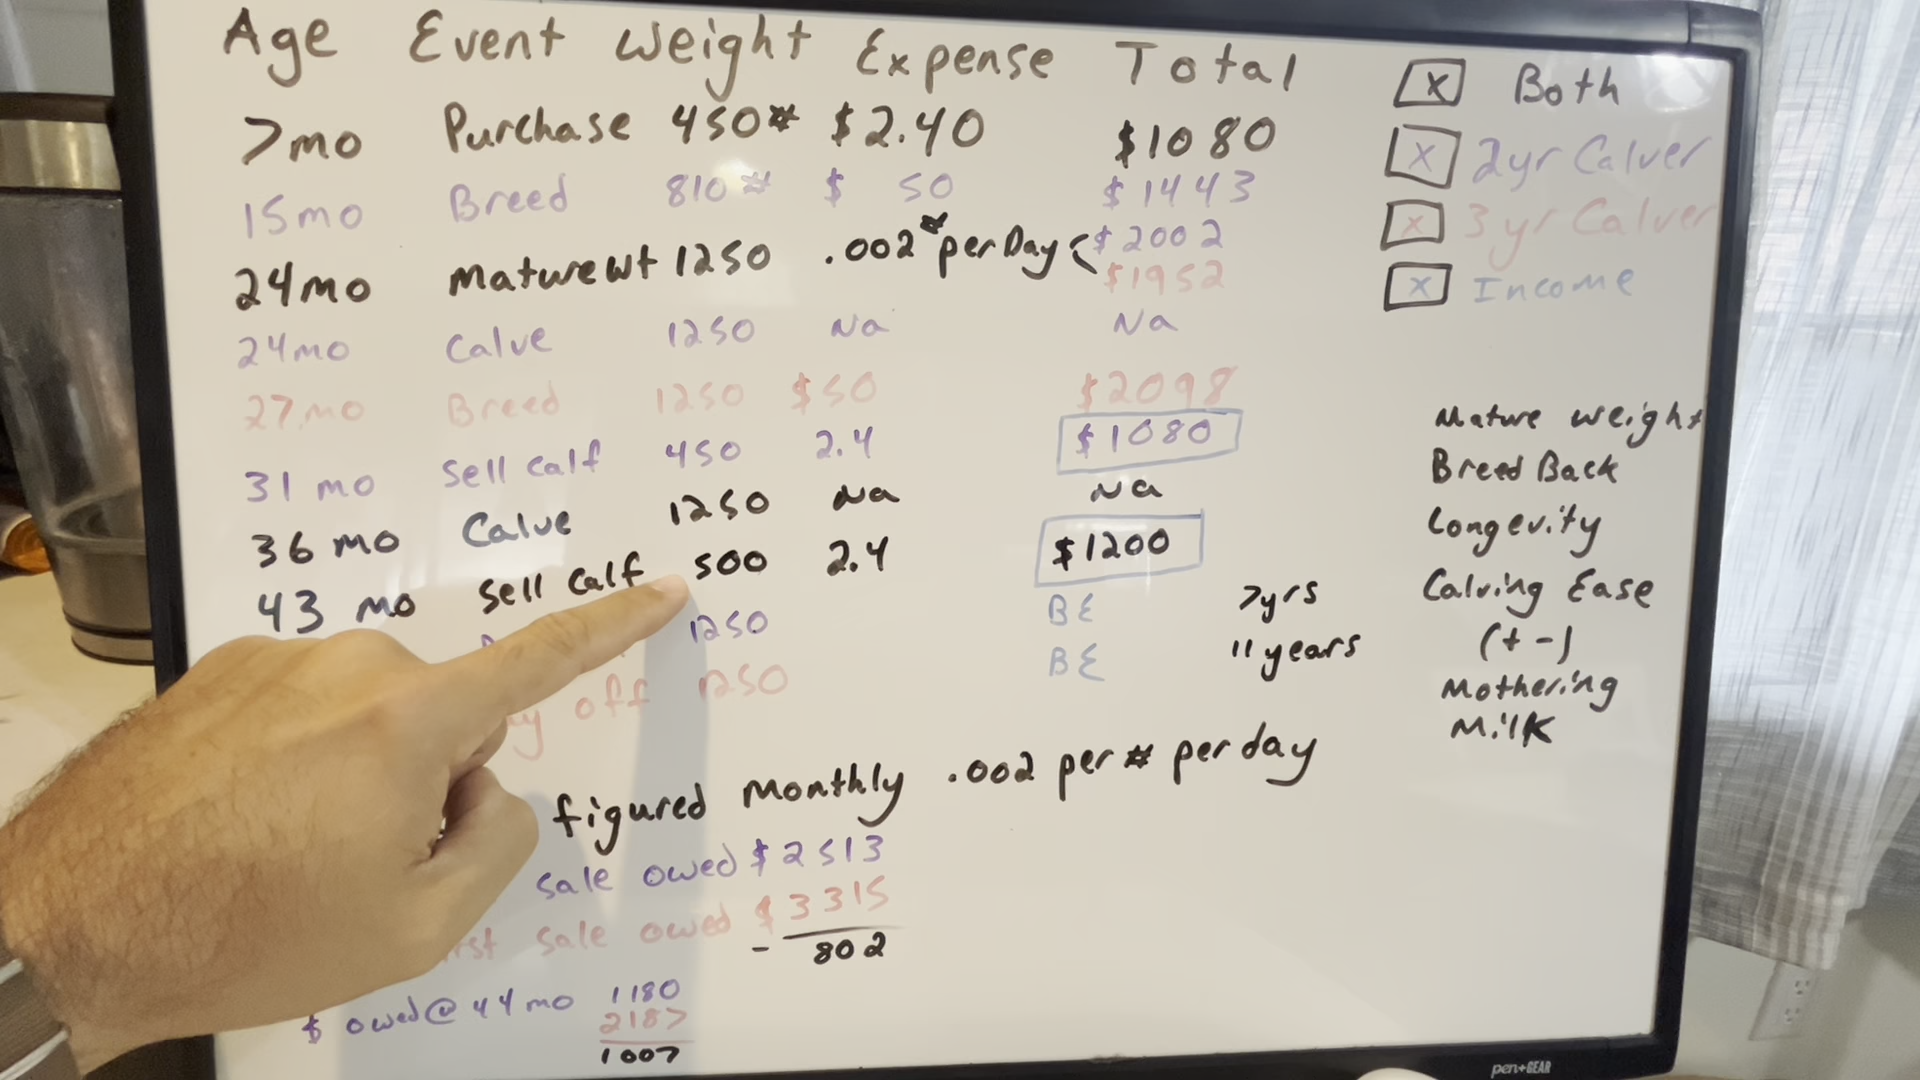 Age Event Weight Expense Total
7mo Purchase 450# $2.40 $1080
15mo Breed 810# $ 50 $1443
24mo Mature wt 1250 .002# per Day < $2002
$1952
24mo Calve 1250 Na Na
27mo Breed 1250 $50 $2098
31 mo Sell Calf 450 2.4 $1080
36 mo Calve 1250 Na Na
43 mo Sell Calf 500 2.4 $1200
1250 BE 7yrs
off 1250 BE 11 years
figured monthly .002 per # per day
sale owed $2513
sale owed $3315
- 802
$ owed @ 44mo 1180
2187
1007
x Both
x 2yr Calver
x 3yr Calver
x Income
Mature Weight
Breed Back
Longevity
Calving Ease
(+ -)
Mothering
Milk
pen+GEAR